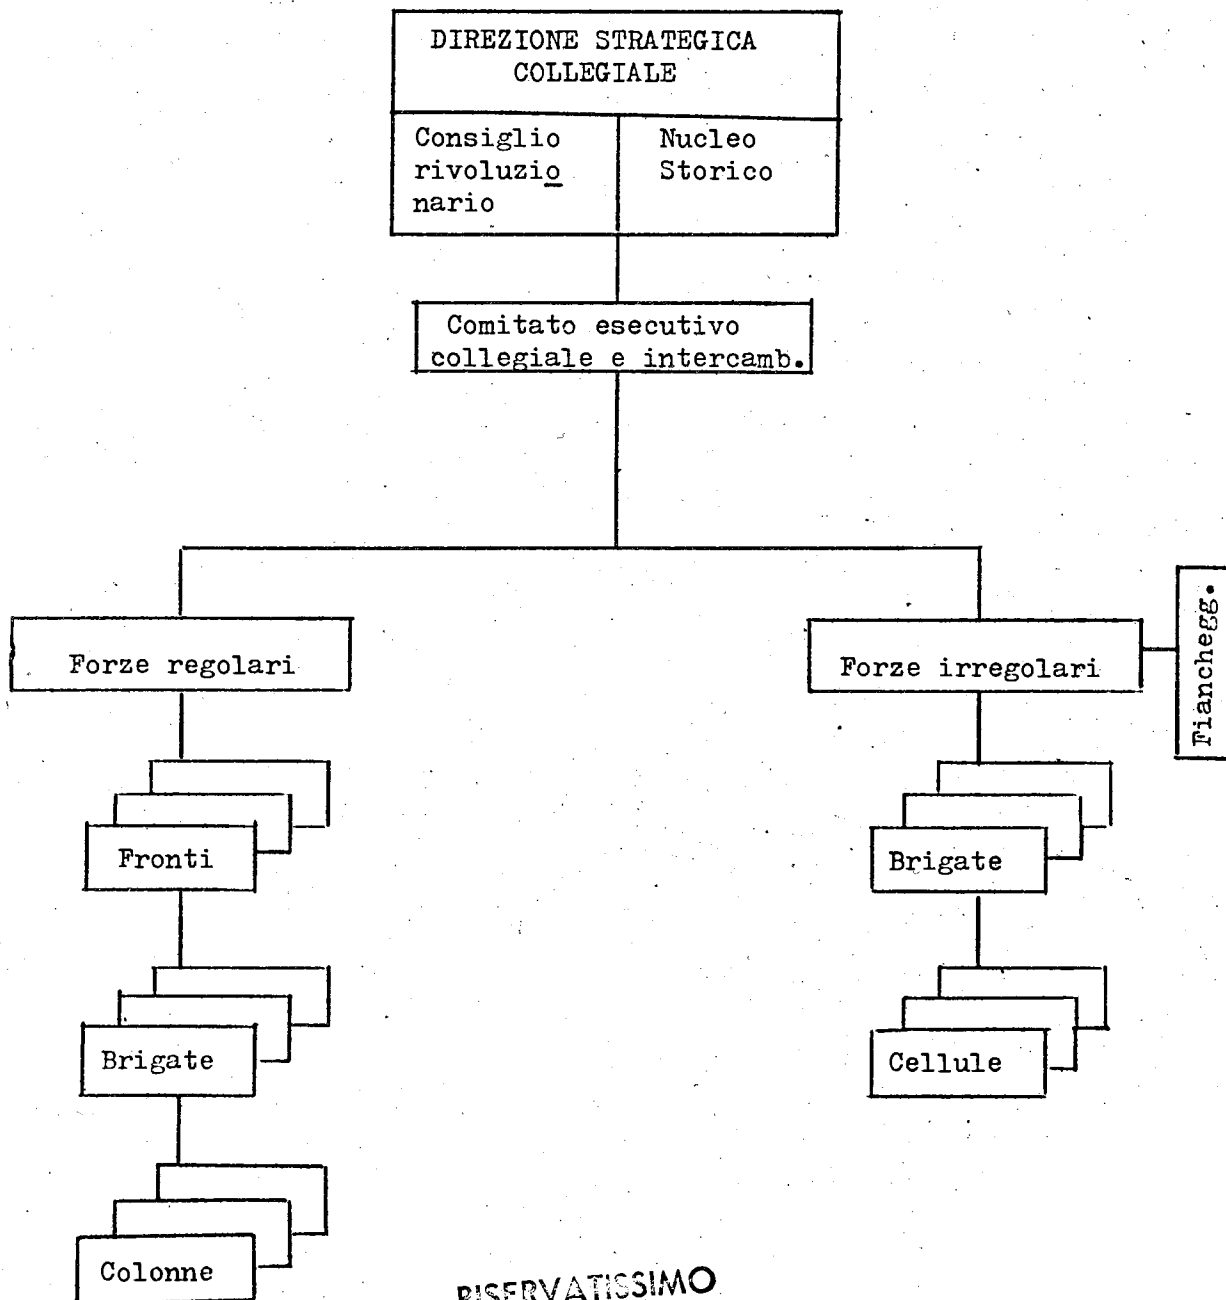 DIREZIONE STRATEGICA
COLLEGIALE
Consiglio
rivoluzio
nario
Nucleo
Storico
Comitato esecutivo
collegiale e intercamb.
Forze regolari
Forze irregolari
Fianchegg.
Fronti
Brigate
Brigate
Cellule
Colonne
RISERVATISSIMO